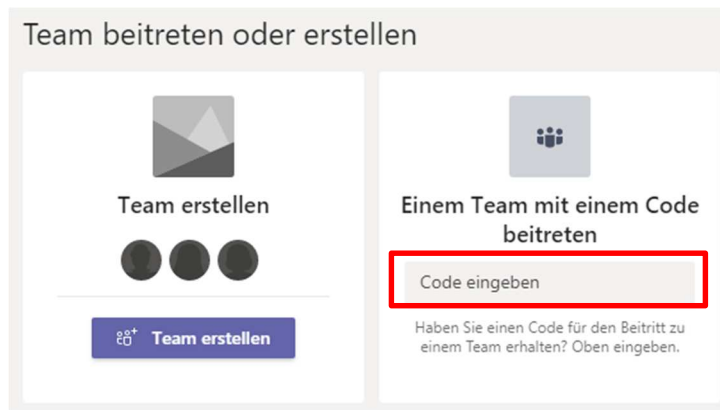 Team beitreten oder erstellen
Team erstellen
Team erstellen
Einem Team mit einem Code
beitreten
Code eingeben
Haben Sie einen Code für den Beitritt zu
einem Team erhalten? Oben eingeben.